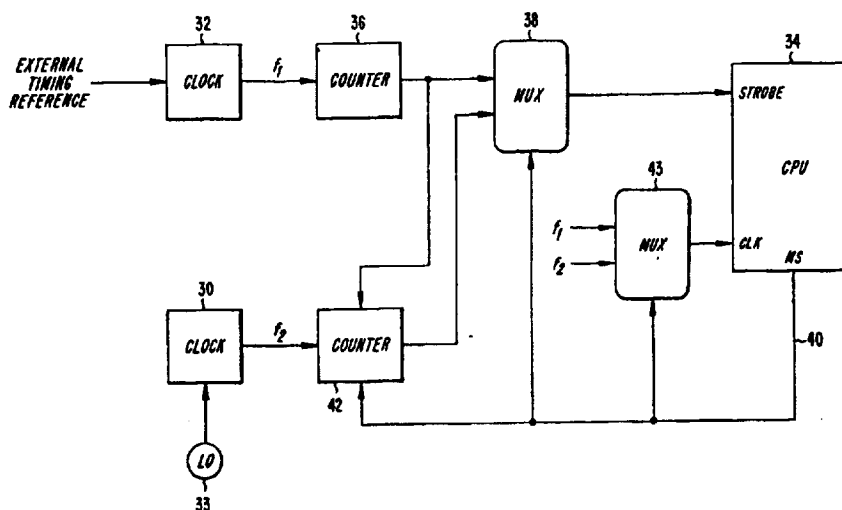 32
36
38
34
EXTERNAL
TIMING
REFERENCE
CLOCK
f1
COUNTER
MUX
STROBE
CPU
43
f1
f2
MUX
CLK
MS
30
CLOCK
f2
COUNTER
42
40
LO
33